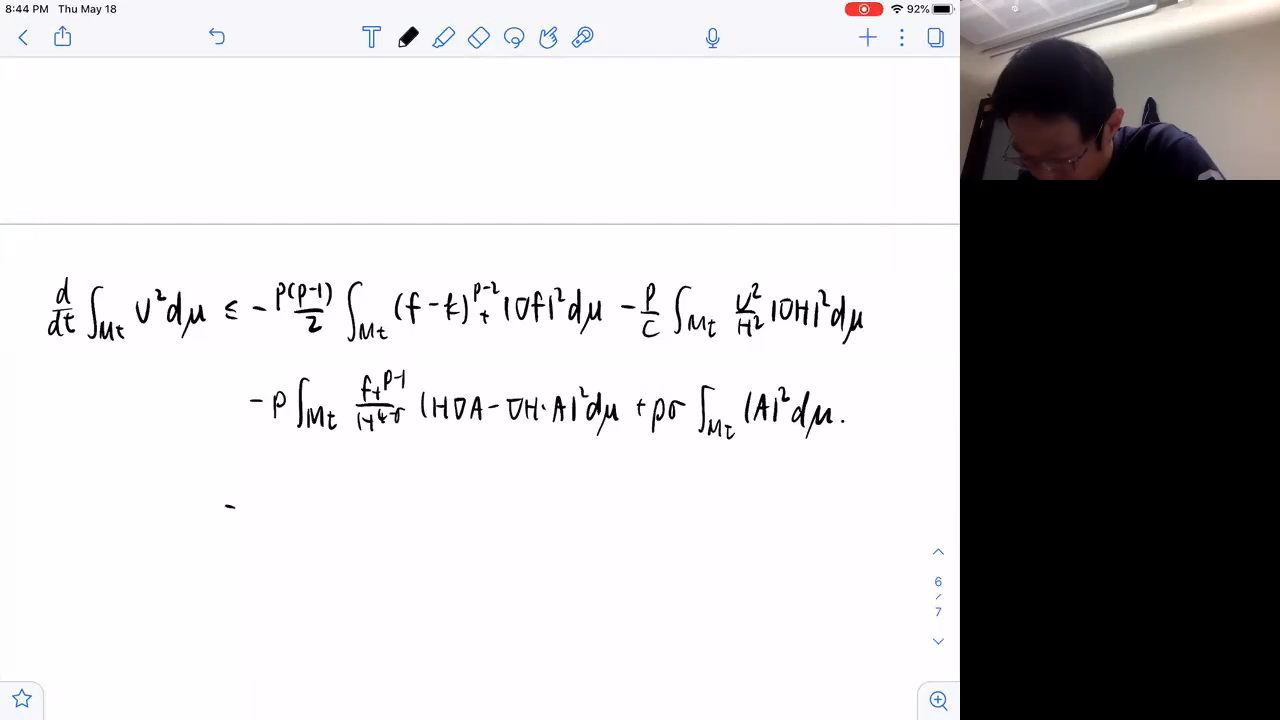 8:44 PM Thu May 18
92%
d/dt ∫_{M_t} v² dμ ≤ - p(p-1)/2 ∫_{M_t} (f-k)_+^{p-2} |∇f|² dμ - p/C ∫_{M_t} v²/H² |∇H|² dμ
- p ∫_{M_t} f_+^{p-1}/H^{4-σ} |H∇A - ∇H·A|² dμ + pσ ∫_{M_t} |A|² dμ.
-
6
/
7